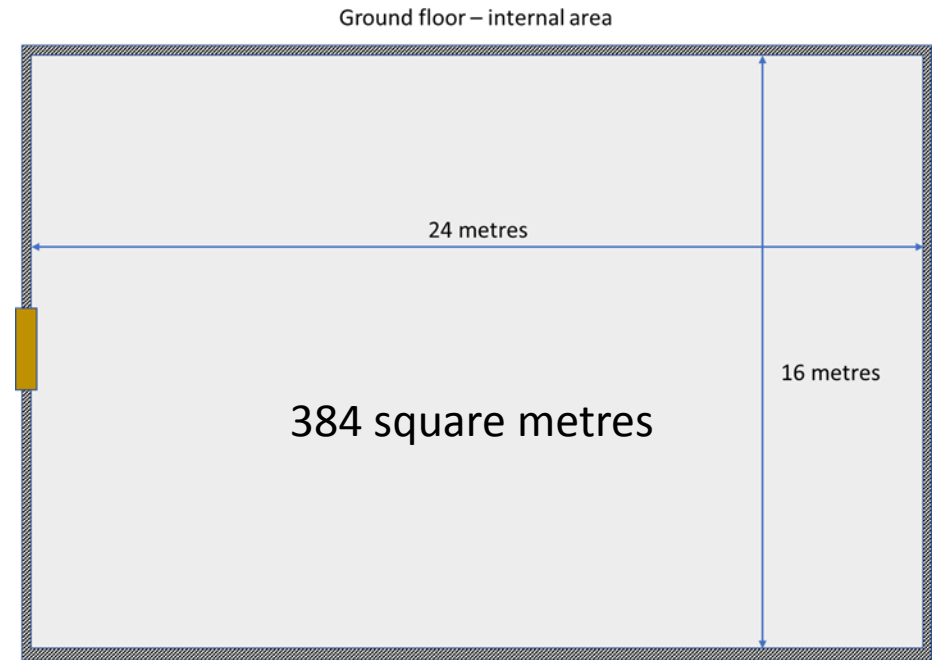 Ground floor – internal area
24 metres
16 metres
384 square metres